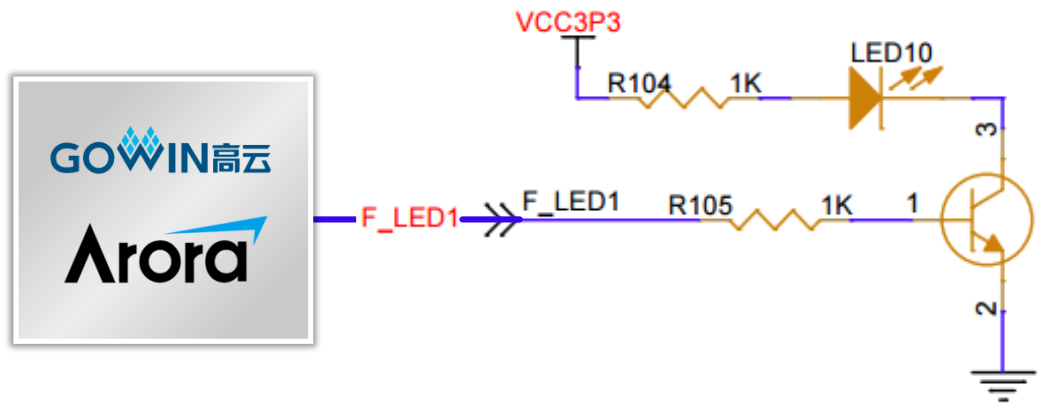 VCC3P3
LED10
R104 1K
3
GOWIN高云
Arora
F_LED1
F_LED1
R105 1K
1
2